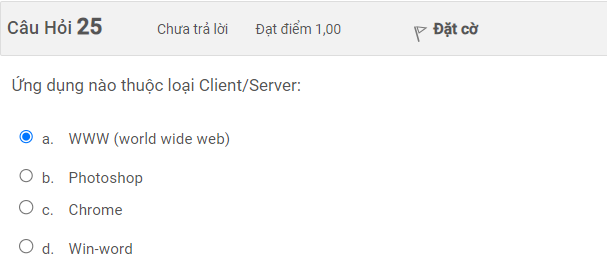 Câu Hỏi 25 Chưa trả lời Đạt điểm 1,00 Đặt cờ
Ứng dụng nào thuộc loại Client/Server:
a. WWW (world wide web)
b. Photoshop
c. Chrome
d. Win-word